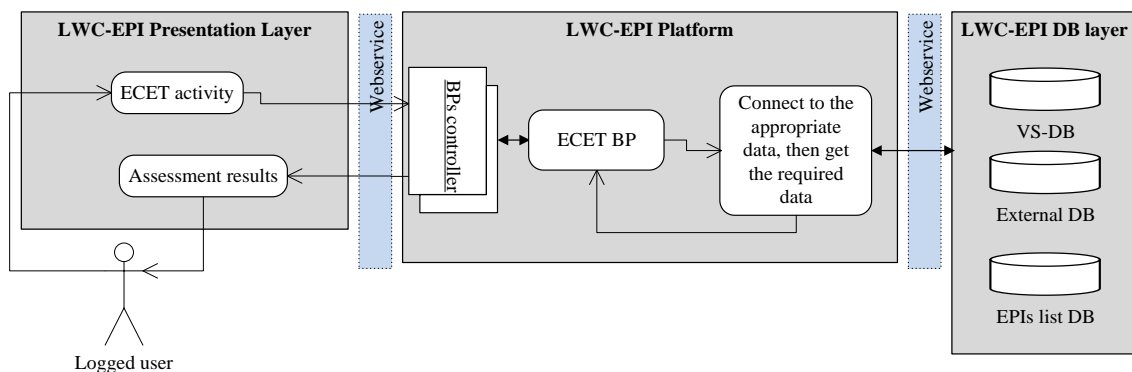 LWC-EPI Presentation Layer
ECET activity
Assessment results
Logged user
Webservice
LWC-EPI Platform
BPs controller
ECET BP
Connect to the
appropriate
data, then get
the required
data
Webservice
LWC-EPI DB layer
VS-DB
External DB
EPIs list DB